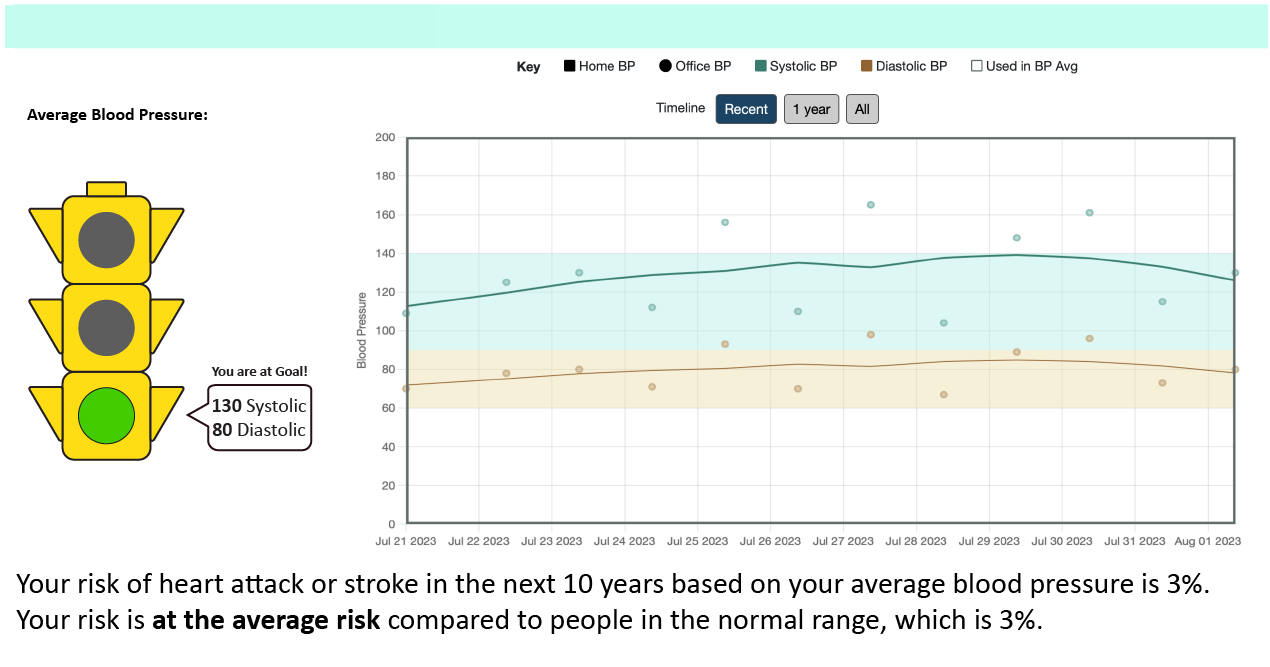 Key Home BP Office BP Systolic BP Diastolic BP Used in BP Avg
Timeline Recent 1 year All
Average Blood Pressure:
200
180
160
140
120
100
80
60
40
20
0
Blood Pressure
Jul 21 2023 Jul 22 2023 Jul 23 2023 Jul 24 2023 Jul 25 2023 Jul 26 2023 Jul 27 2023 Jul 28 2023 Jul 29 2023 Jul 30 2023 Jul 31 2023 Aug 01 2023
You are at Goal!
130 Systolic
80 Diastolic
Your risk of heart attack or stroke in the next 10 years based on your average blood pressure is 3%.
Your risk is at the average risk compared to people in the normal range, which is 3%.